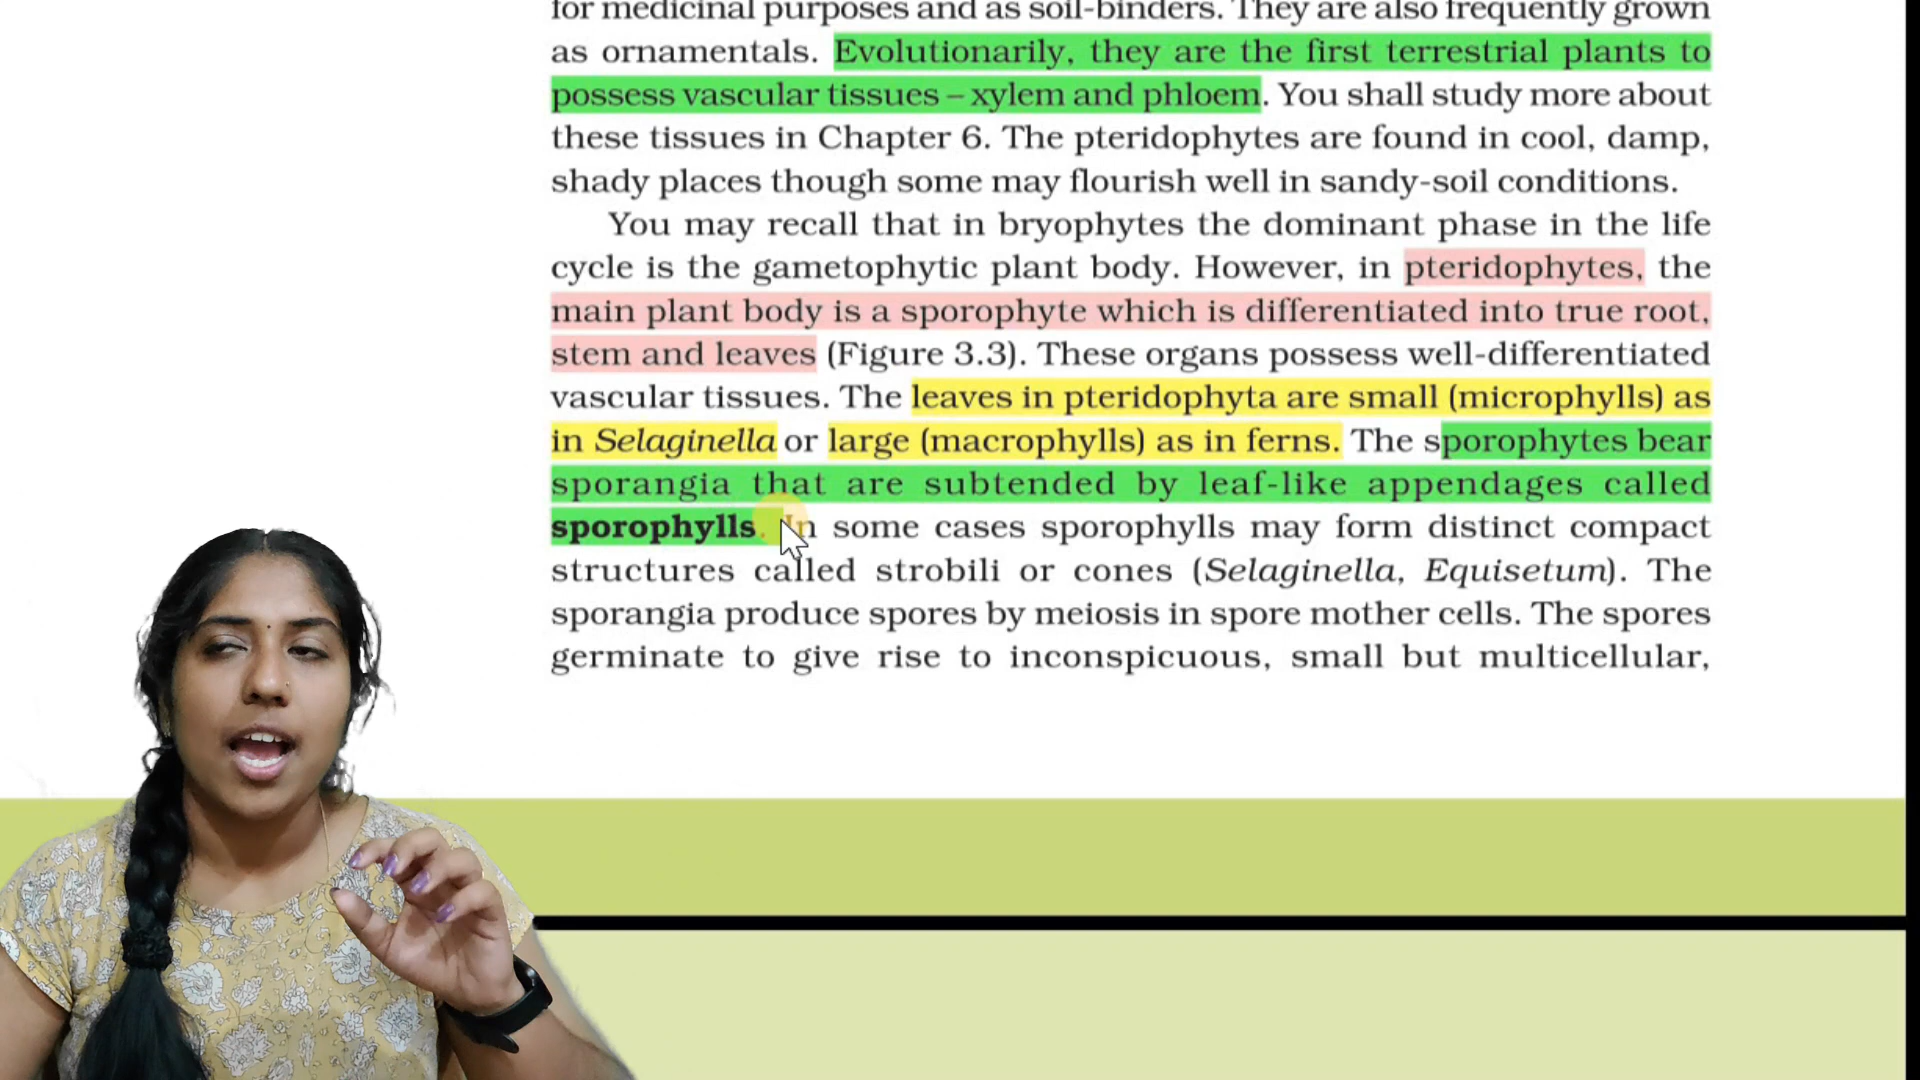 for medicinal purposes and as soil-binders. They are also frequently grown
as ornamentals. Evolutionarily, they are the first terrestrial plants to
possess vascular tissues – xylem and phloem. You shall study more about
these tissues in Chapter 6. The pteridophytes are found in cool, damp,
shady places though some may flourish well in sandy-soil conditions.
You may recall that in bryophytes the dominant phase in the life
cycle is the gametophytic plant body. However, in pteridophytes, the
main plant body is a sporophyte which is differentiated into true root,
stem and leaves (Figure 3.3). These organs possess well-differentiated
vascular tissues. The leaves in pteridophyta are small (microphylls) as
in Selaginella or large (macrophylls) as in ferns. The sporophytes bear
sporangia that are subtended by leaf-like appendages called
sporophylls. In some cases sporophylls may form distinct compact
structures called strobili or cones (Selaginella, Equisetum). The
sporangia produce spores by meiosis in spore mother cells. The spores
germinate to give rise to inconspicuous, small but multicellular,